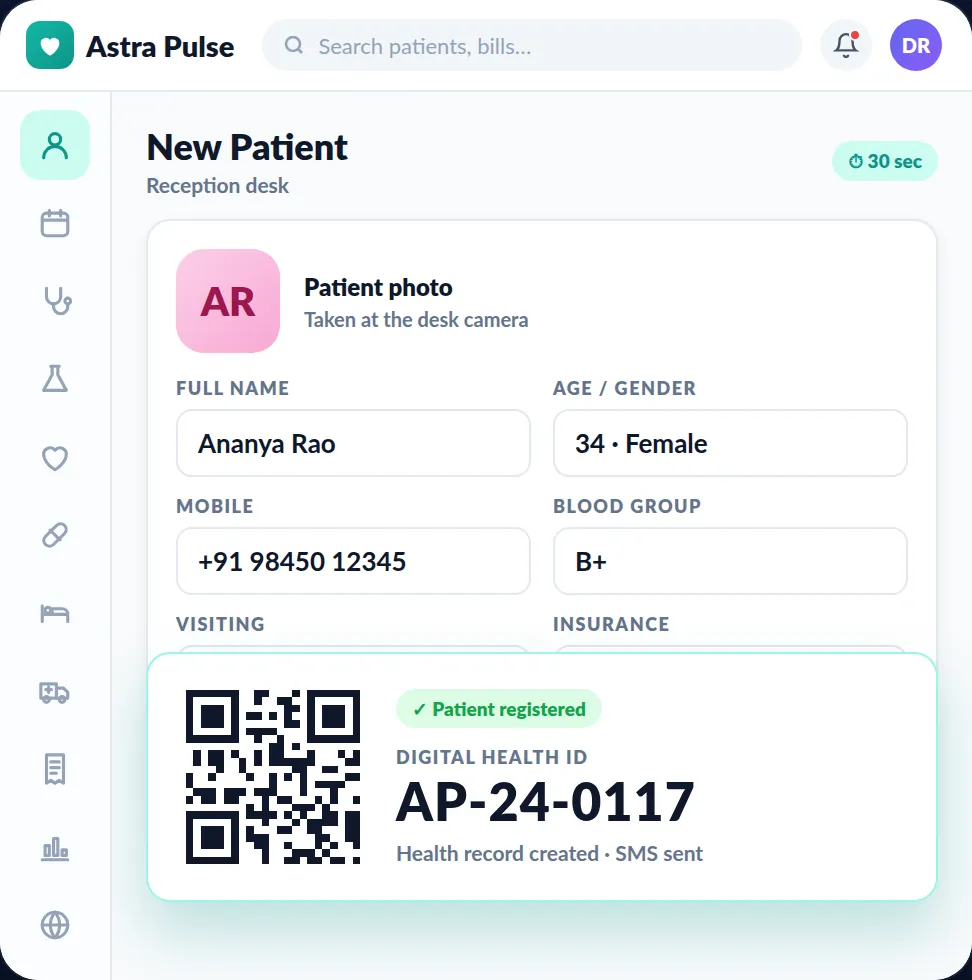 Astra Pulse
Search patients, bills...
DR
New Patient
Reception desk
⏱ 30 sec
AR
Patient photo
Taken at the desk camera
FULL NAME
AGE / GENDER
Ananya Rao
34 · Female
MOBILE
BLOOD GROUP
+91 98450 12345
B+
VISITING
INSURANCE
✓ Patient registered
DIGITAL HEALTH ID
AP-24-0117
Health record created · SMS sent